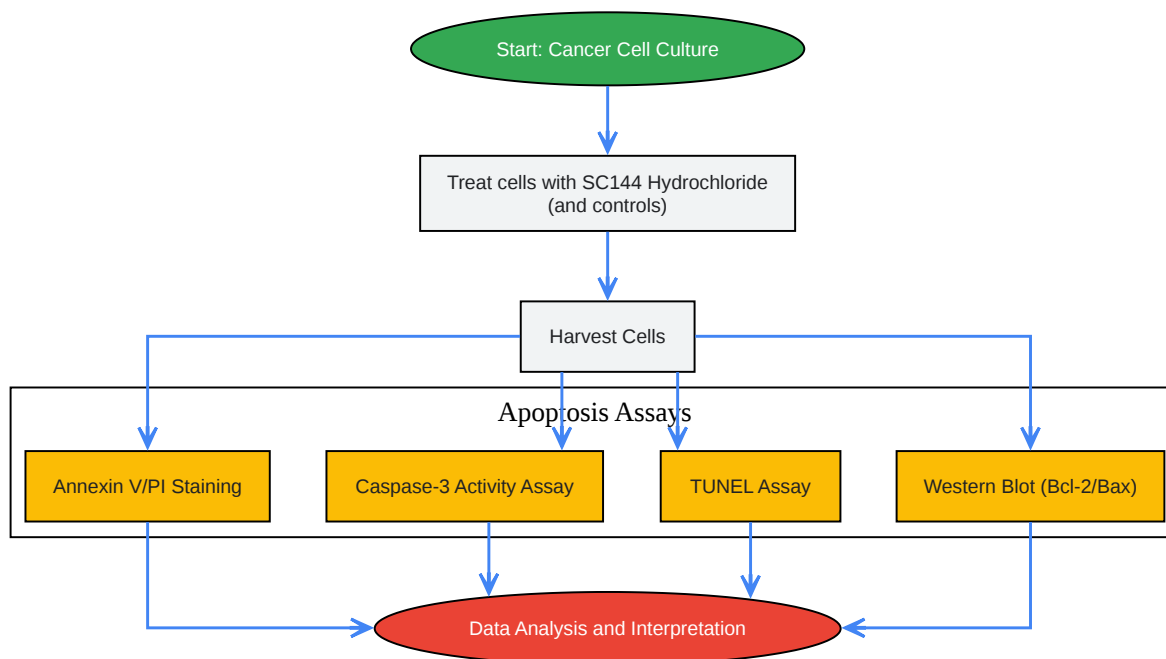 Start: Cancer Cell Culture
Treat cells with SC144 Hydrochloride
(and controls)
Harvest Cells
Apoptosis Assays
Annexin V/PI Staining
Caspase-3 Activity Assay
TUNEL Assay
Western Blot (Bcl-2/Bax)
Data Analysis and Interpretation